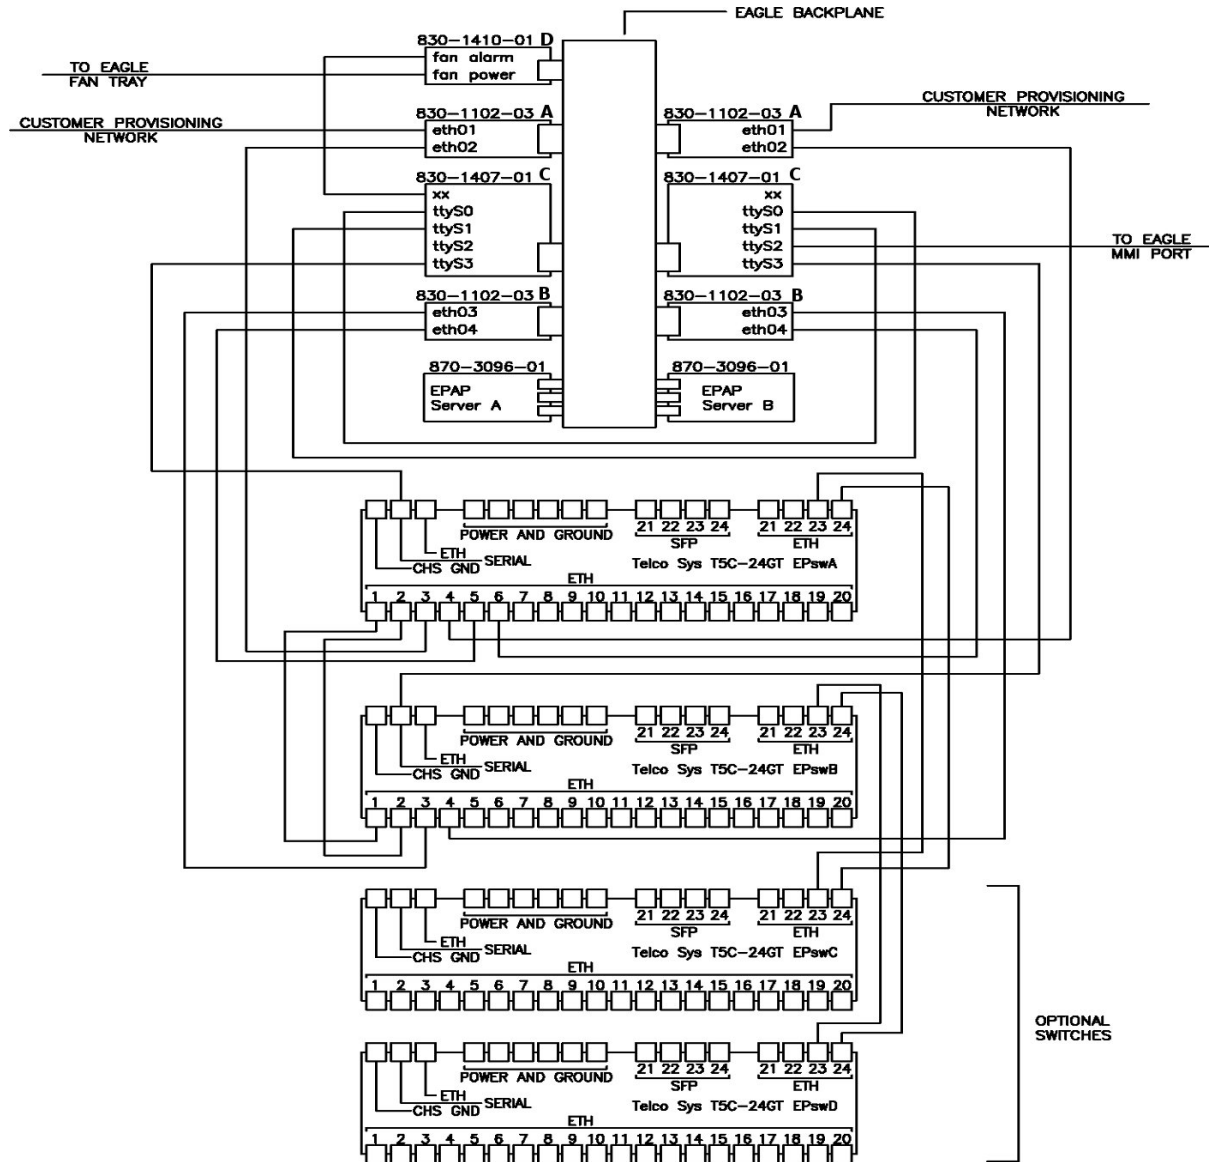 EAGLE BACKPLANE
830-1410-01 D
fan alarm
fan power
TO EAGLE
FAN TRAY
CUSTOMER PROVISIONING
NETWORK
830-1102-03 A
eth01
eth02
830-1102-03 A
eth01
eth02
CUSTOMER PROVISIONING
NETWORK
830-1407-01 C
xx
ttyS0
ttyS1
ttyS2
ttyS3
830-1407-01 C
xx
ttyS0
ttyS1
ttyS2
ttyS3
TO EAGLE
MMI PORT
830-1102-03 B
eth03
eth04
830-1102-03 B
eth03
eth04
870-3096-01
EPAP
Server A
870-3096-01
EPAP
Server B
POWER AND GROUND
21 22 23 24
SFP
21 22 23 24
ETH
ETH
SERIAL
CHS GND
Telco Sys T5C-24GT EPswA
ETH
1 2 3 4 5 6 7 8 9 10 11 12 13 14 15 16 17 18 19 20
POWER AND GROUND
21 22 23 24
SFP
21 22 23 24
ETH
ETH
SERIAL
CHS GND
Telco Sys T5C-24GT EPswB
ETH
1 2 3 4 5 6 7 8 9 10 11 12 13 14 15 16 17 18 19 20
POWER AND GROUND
21 22 23 24
SFP
21 22 23 24
ETH
ETH
SERIAL
CHS GND
Telco Sys T5C-24GT EPswC
ETH
1 2 3 4 5 6 7 8 9 10 11 12 13 14 15 16 17 18 19 20
OPTIONAL
SWITCHES
POWER AND GROUND
21 22 23 24
SFP
21 22 23 24
ETH
ETH
SERIAL
CHS GND
Telco Sys T5C-24GT EPswD
ETH
1 2 3 4 5 6 7 8 9 10 11 12 13 14 15 16 17 18 19 20